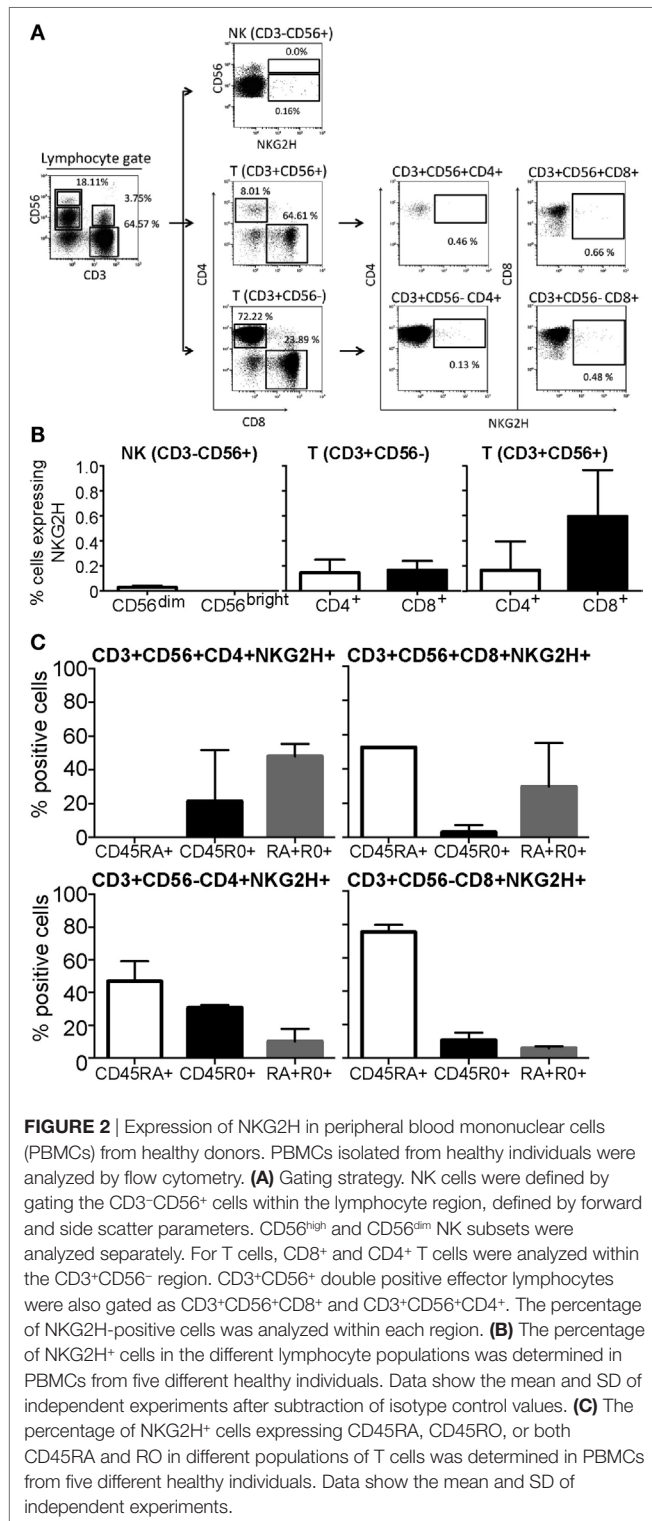 A
NK (CD3-CD56+)
0.0%
CD56
0.16%
NKG2H
Lymphocyte gate
18.11%
3.75%
64.57 %
CD56
CD3
T (CD3+CD56+)
8.01 %
64.61 %
CD3+CD56+CD4+
0.46 %
CD3+CD56+CD8+
0.66 %
CD4
CD4
CD8
T (CD3+CD56-)
72.22 %
23.89 %
CD3+CD56- CD4+
0.13 %
CD3+CD56- CD8+
0.48 %
CD8
NKG2H
B
NK (CD3-CD56+)
T (CD3+CD56-)
T (CD3+CD56+)
% cells expressing
NKG2H
1.0
0.8
0.6
0.4
0.2
0
CD56dim
CD56bright
CD4+
CD8+
CD4+
CD8+
C
CD3+CD56+CD4+NKG2H+
CD3+CD56+CD8+NKG2H+
% positive cells
100
80
60
40
20
0
CD45RA+
CD45R0+
RA+R0+
CD45RA+
CD45R0+
RA+R0+
CD3+CD56-CD4+NKG2H+
CD3+CD56-CD8+NKG2H+
% positive cells
80
60
40
20
0
CD45RA+
CD45R0+
RA+R0+
CD45RA+
CD45R0+
RA+R0+
FIGURE 2 | Expression of NKG2H in peripheral blood mononuclear cells
(PBMCs) from healthy donors. PBMCs isolated from healthy individuals were
analyzed by flow cytometry. (A) Gating strategy. NK cells were defined by
gating the CD3−CD56+ cells within the lymphocyte region, defined by forward
and side scatter parameters. CD56high and CD56dim NK subsets were
analyzed separately. For T cells, CD8+ and CD4+ T cells were analyzed within
the CD3+CD56− region. CD3+CD56+ double positive effector lymphocytes
were also gated as CD3+CD56+CD8+ and CD3+CD56+CD4+. The percentage
of NKG2H-positive cells was analyzed within each region. (B) The percentage
of NKG2H+ cells in the different lymphocyte populations was determined in
PBMCs from five different healthy individuals. Data show the mean and SD of
independent experiments after subtraction of isotype control values. (C) The
percentage of NKG2H+ cells expressing CD45RA, CD45RO, or both
CD45RA and RO in different populations of T cells was determined in PBMCs
from five different healthy individuals. Data show the mean and SD of
independent experiments.